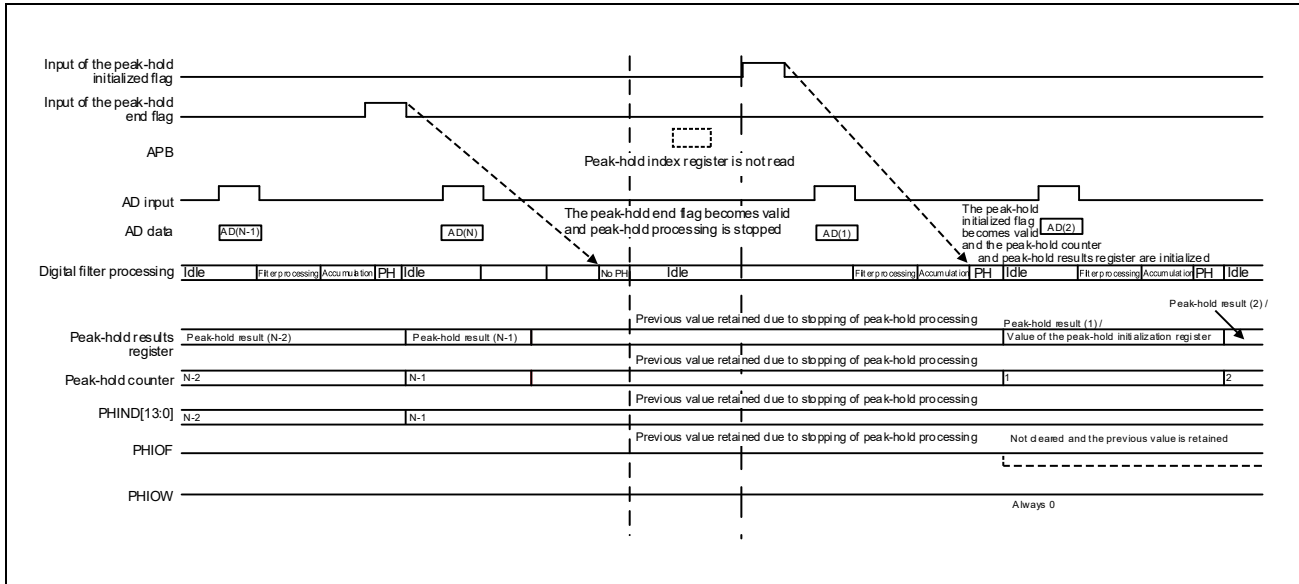 Input of the peak-hold
initialized flag
Input of the peak-hold
end flag
APB
Peak-hold index register is not read
AD input
The peak-hold end flag becomes valid
and peak-hold processing is stopped
The peak-hold
initialized flag
becomes valid
and the peak-hold counter
and peak-hold results register are initialized
AD data
AD(N-1)
AD(N)
AD(1)
AD(2)
Digital filter processing
Idle
Filter processing
Accumulation
PH
Idle
No PH
Idle
Filter processing
Accumulation
PH
Idle
Filter processing
Accumulation
PH
Idle
Peak-hold result (2) /
Previous value retained due to stopping of peak-hold processing
Peak-hold result (1) /
Peak-hold results
register
Peak-hold result (N-2)
Peak-hold result (N-1)
Value of the peak-hold initialization register
Previous value retained due to stopping of peak-hold processing
Peak-hold counter
N-2
N-1
1
2
Previous value retained due to stopping of peak-hold processing
PHIND[13:0]
N-2
N-1
Previous value retained due to stopping of peak-hold processing
Not cleared and the previous value is retained
PHIOF
PHIOW
Always 0